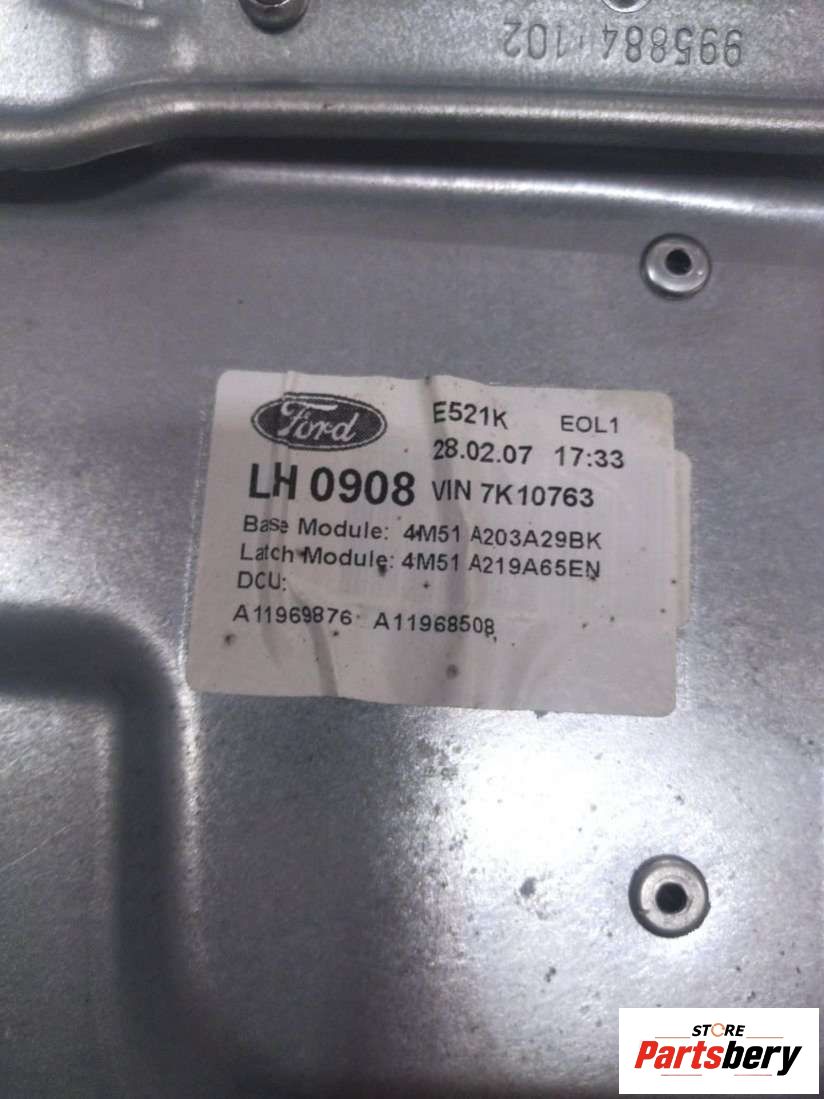 995884 102
Ford
E521K EOL1
28.02.07 17:33
LH 0908 VIN 7K10763
Base Module: 4M51 A203A29BK
Latch Module: 4M51 A219A65EN
DCU:
A11969876 A11968508
STORE
Partsbery